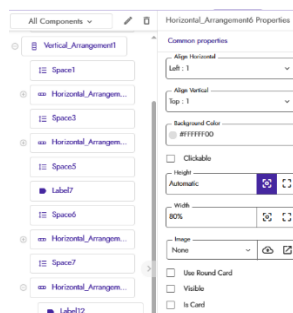 All Components
Vertical_Arrangement1
Space1
Horizontal_Arrangem...
Space3
Horizontal_Arrangem...
Space5
Label7
Space6
Horizontal_Arrangem...
Space7
Horizontal_Arrangem...
Label12
Horizontal_Arrangement6 Properties
Common properties
Align Horizontal
Left : 1
Align Vertical
Top : 1
Background Color
#FFFFFF00
Clickable
Height
Automatic
Width
80%
Image
None
Use Round Card
Visible
Is Card